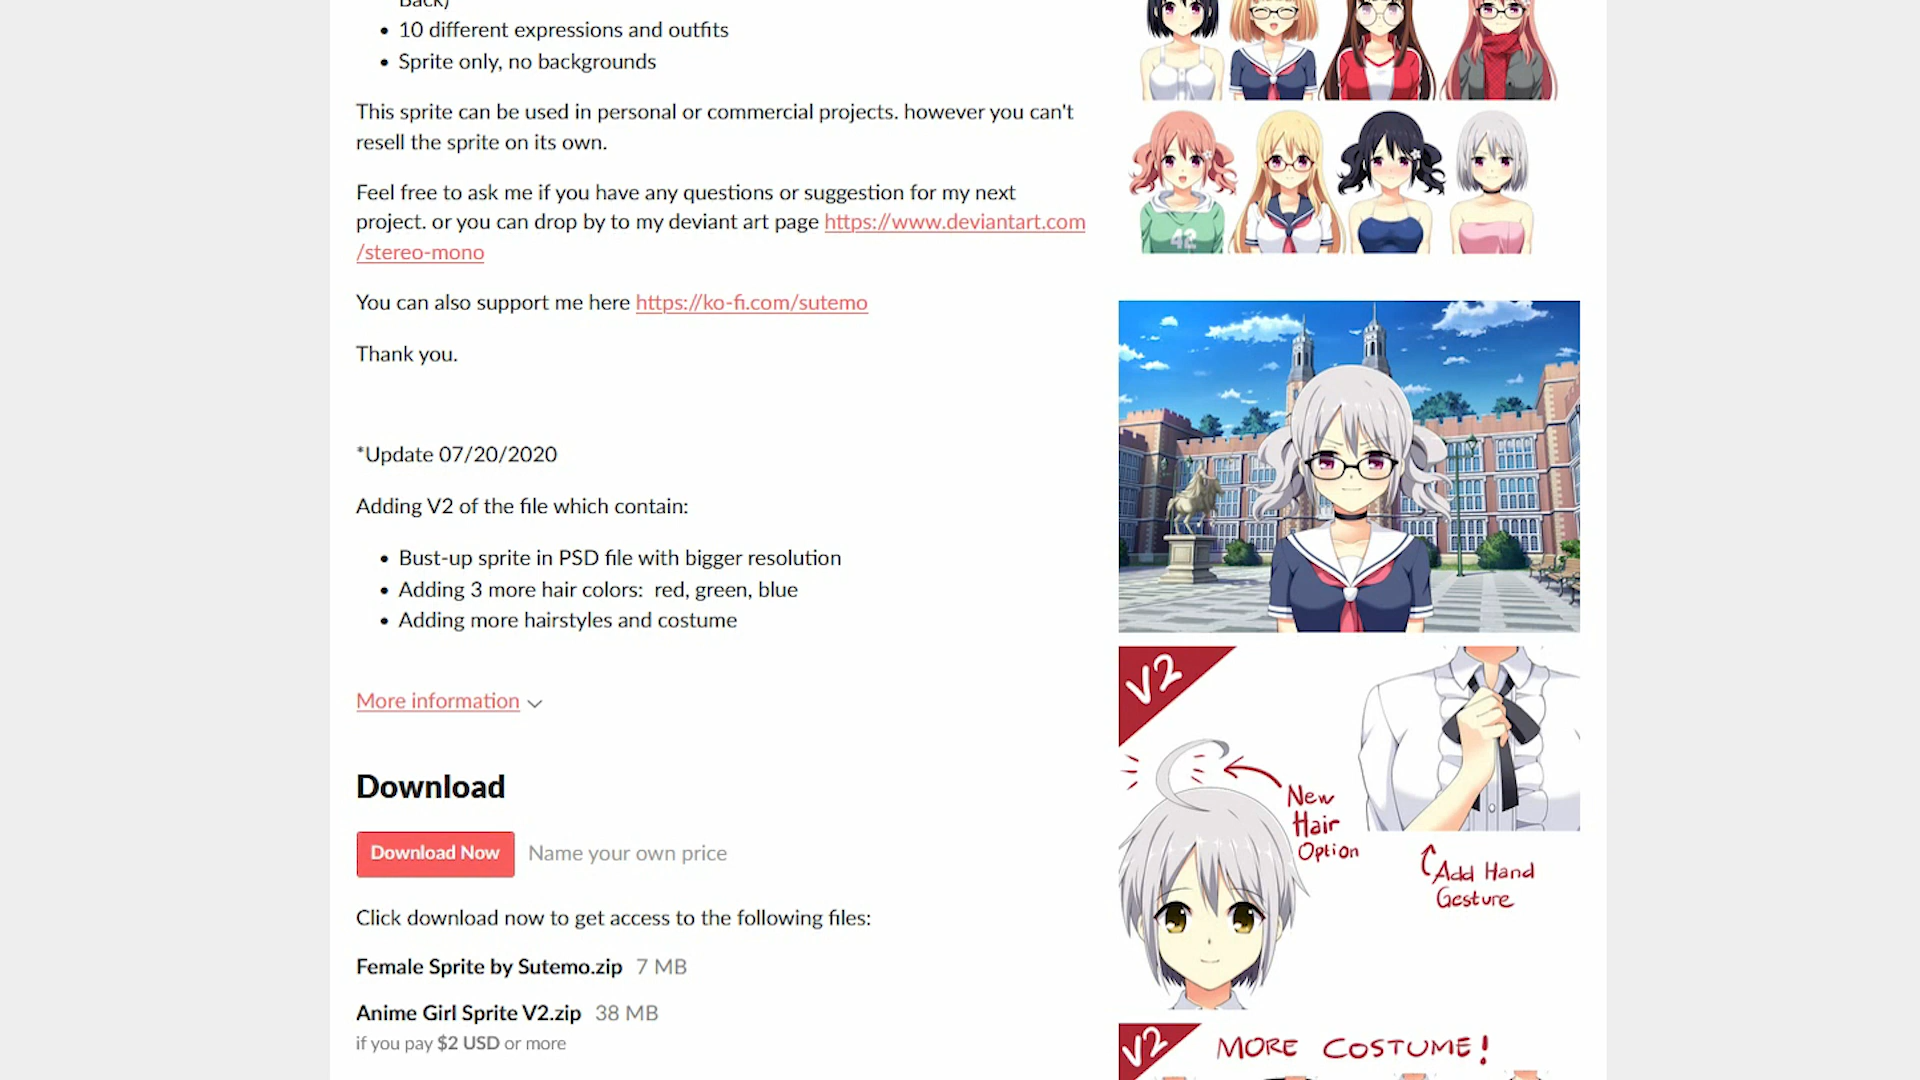 Back)
10 different expressions and outfits
Sprite only, no backgrounds
This sprite can be used in personal or commercial projects. however you can't
resell the sprite on its own.
Feel free to ask me if you have any questions or suggestion for my next
project. or you can drop by to my deviant art page https://www.deviantart.com
/stereo-mono
You can also support me here https://ko-fi.com/sutemo
Thank you.
*Update 07/20/2020
Adding V2 of the file which contain:
Bust-up sprite in PSD file with bigger resolution
Adding 3 more hair colors:  red, green, blue
Adding more hairstyles and costume
More information
Download
Download Now Name your own price
Click download now to get access to the following files:
Female Sprite by Sutemo.zip 7 MB
Anime Girl Sprite V2.zip 38 MB
if you pay $2 USD or more
42
V2
New
Hair
Option
Add Hand
Gesture
V2 MORE COSTUME!